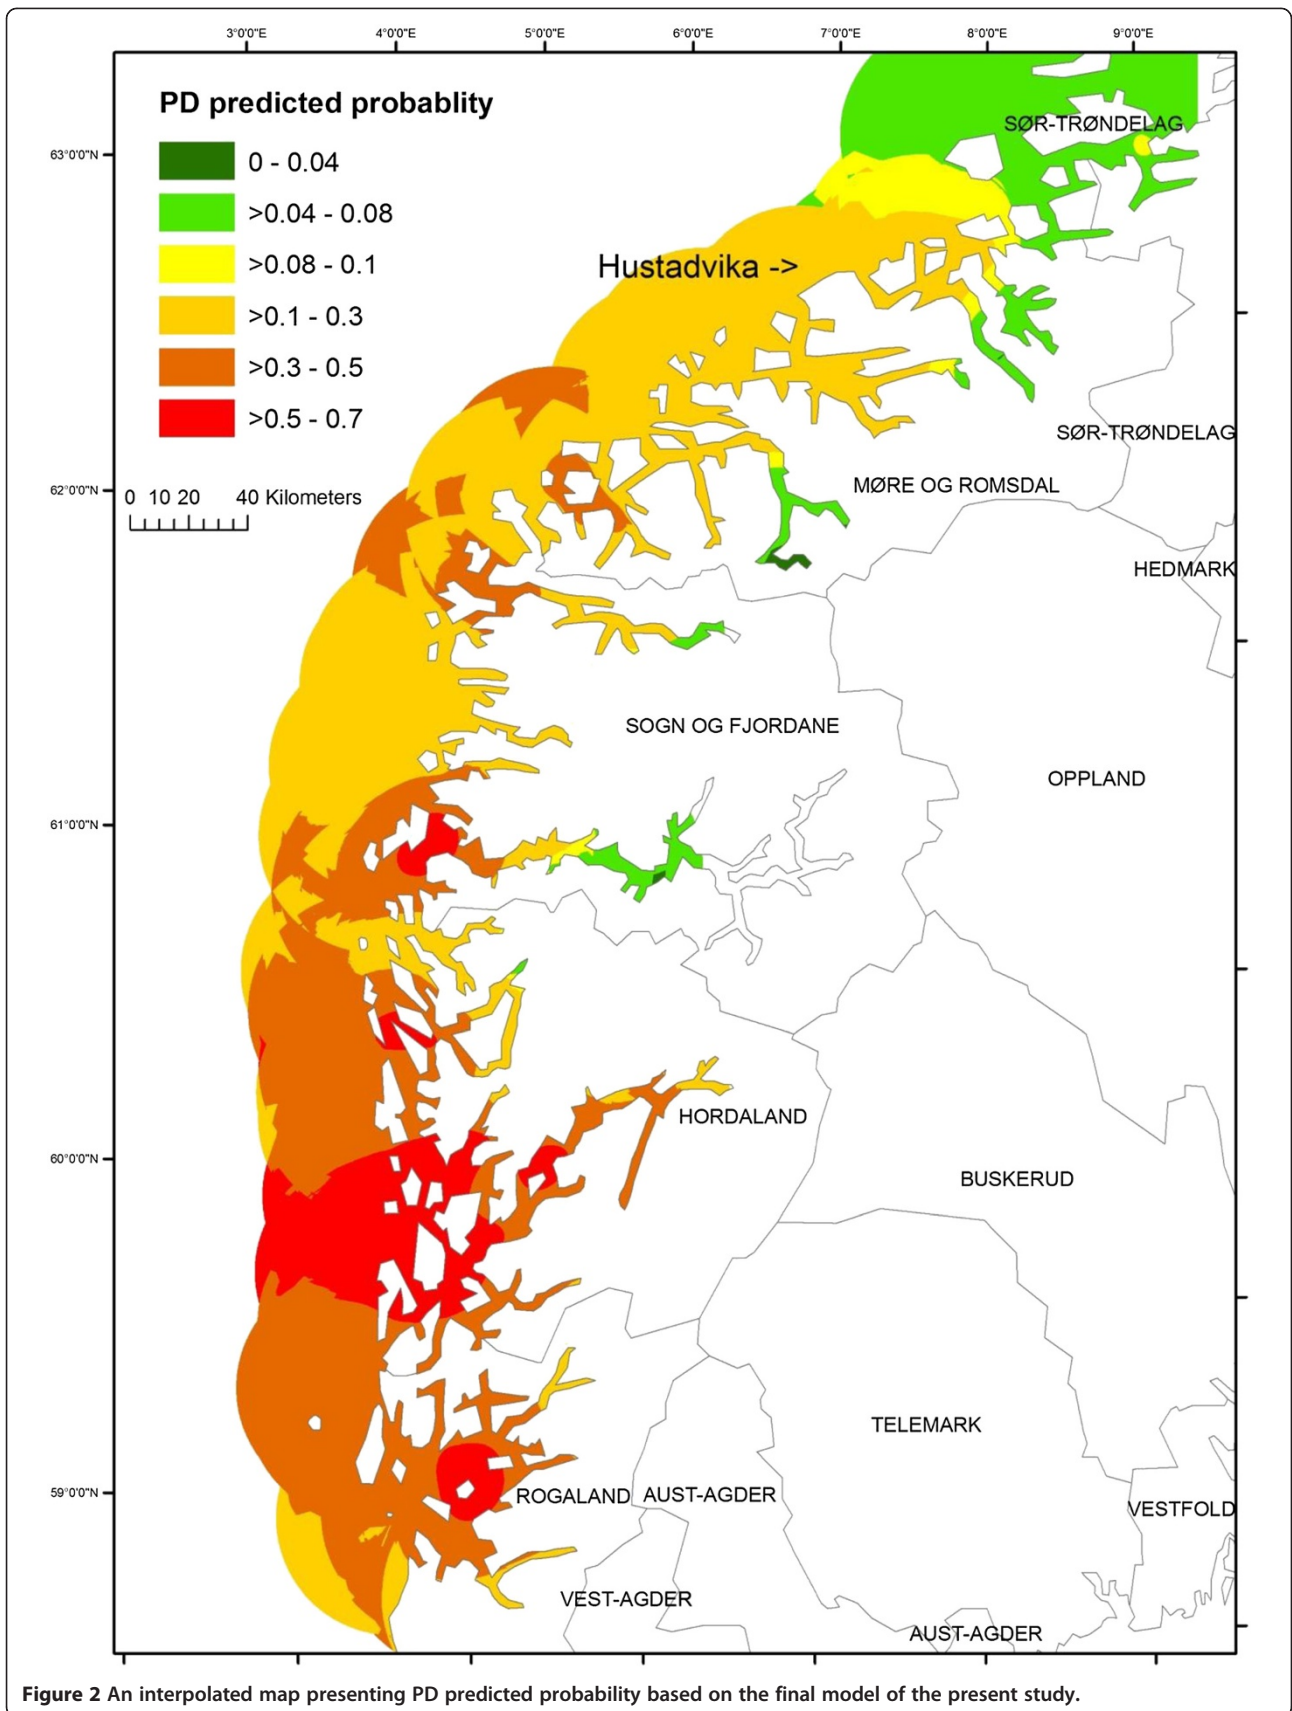 3°0'0"E 4°0'0"E 5°0'0"E 6°0'0"E 7°0'0"E 8°0'0"E 9°0'0"E
PD predicted probablity
0 - 0.04
>0.04 - 0.08
>0.08 - 0.1
>0.1 - 0.3
>0.3 - 0.5
>0.5 - 0.7
0 10 20 40 Kilometers
63°0'0"N
62°0'0"N
61°0'0"N
60°0'0"N
59°0'0"N
SØR-TRØNDELAG
Hustadvika ->
SØR-TRØNDELAG
MØRE OG ROMSDAL
HEDMARK
SOGN OG FJORDANE
OPPLAND
HORDALAND
BUSKERUD
TELEMARK
ROGALAND AUST-AGDER
VESTFOLD
VEST-AGDER
AUST-AGDER
Figure 2 An interpolated map presenting PD predicted probability based on the final model of the present study.